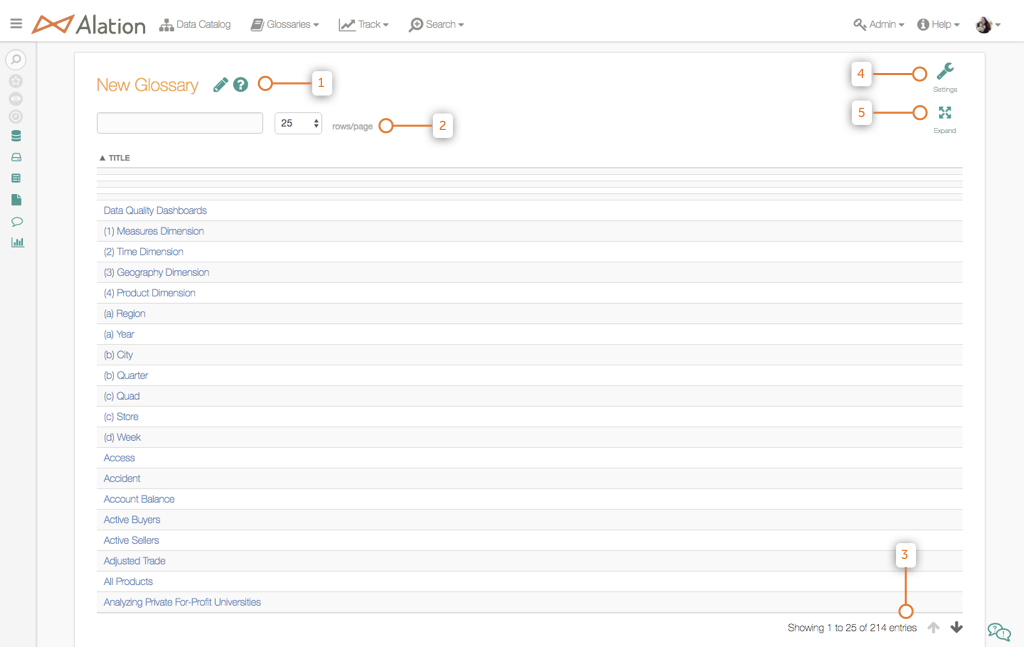 Alation Data Catalog Glossaries Track Search Admin Help
New Glossary 1
4
Settings
25 rows/page 2
5
Expand
▲ TITLE
Data Quality Dashboards
(1) Measures Dimension
(2) Time Dimension
(3) Geography Dimension
(4) Product Dimension
(a) Region
(a) Year
(b) City
(b) Quarter
(c) Quad
(c) Store
(d) Week
Access
Accident
Account Balance
Active Buyers
Active Sellers
Adjusted Trade
3
All Products
Analyzing Private For-Profit Universities
Showing 1 to 25 of 214 entries